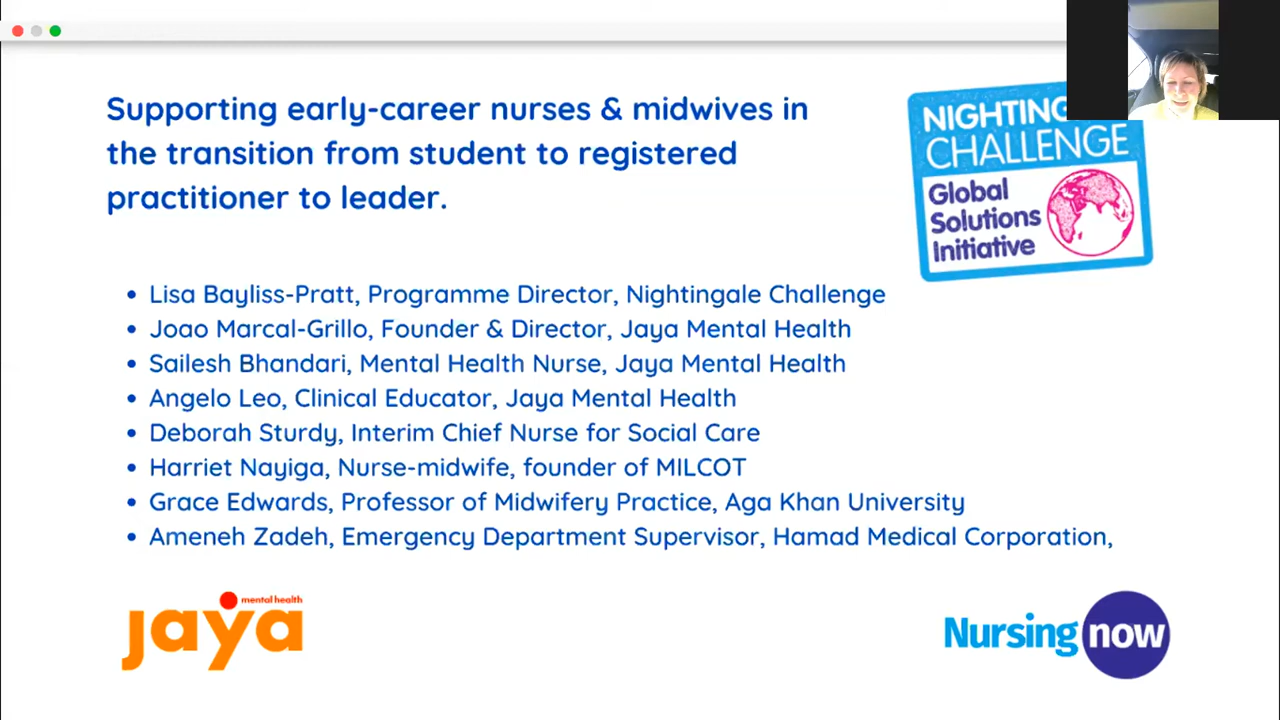 Supporting early-career nurses & midwives in
the transition from student to registered
practitioner to leader.
NIGHTING
CHALLENGE
Global
Solutions
Initiative
• Lisa Bayliss-Pratt, Programme Director, Nightingale Challenge
• Joao Marcal-Grillo, Founder & Director, Jaya Mental Health
• Sailesh Bhandari, Mental Health Nurse, Jaya Mental Health
• Angelo Leo, Clinical Educator, Jaya Mental Health
• Deborah Sturdy, Interim Chief Nurse for Social Care
• Harriet Nayiga, Nurse-midwife, founder of MILCOT
• Grace Edwards, Professor of Midwifery Practice, Aga Khan University
• Ameneh Zadeh, Emergency Department Supervisor, Hamad Medical Corporation,
mental health
jaya
Nursing now